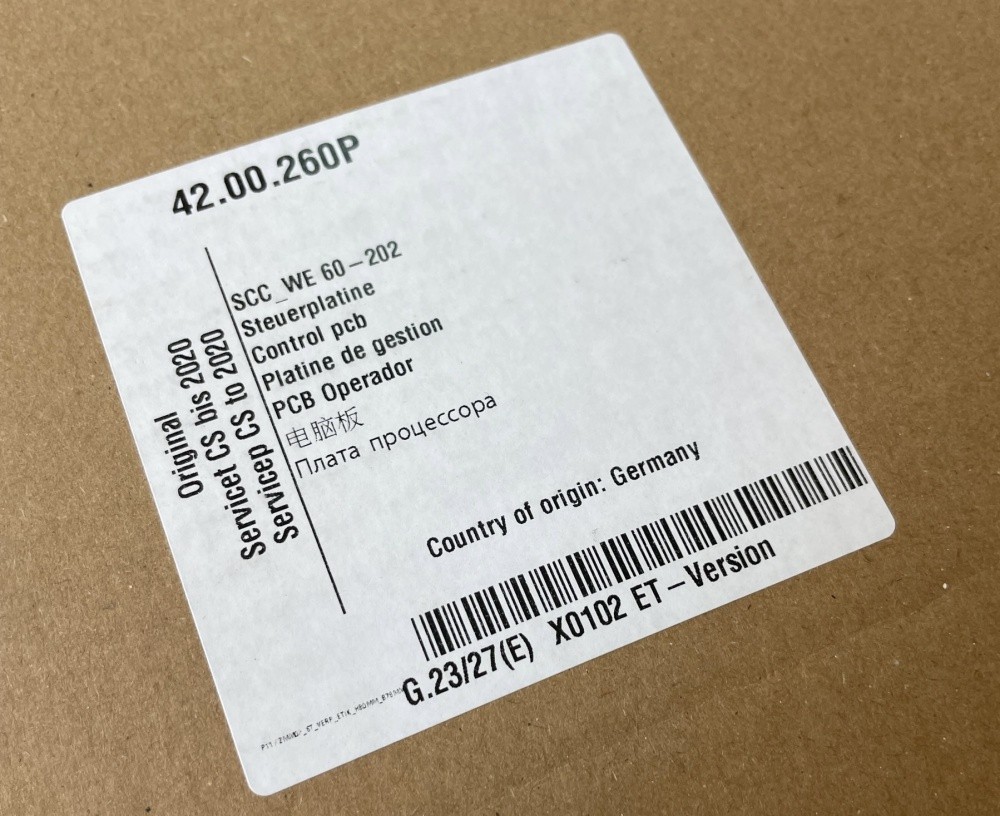 42.00.260P
Original
Servicet CS bis 2020
Servicep CS to 2020
SCC_WE 60-202
Steuerplatine
Control pcb
Platine de gestion
PCB Operador
电脑板
Плата процессора
Country of origin: Germany
G.23/27(E) X0102 ET-Version